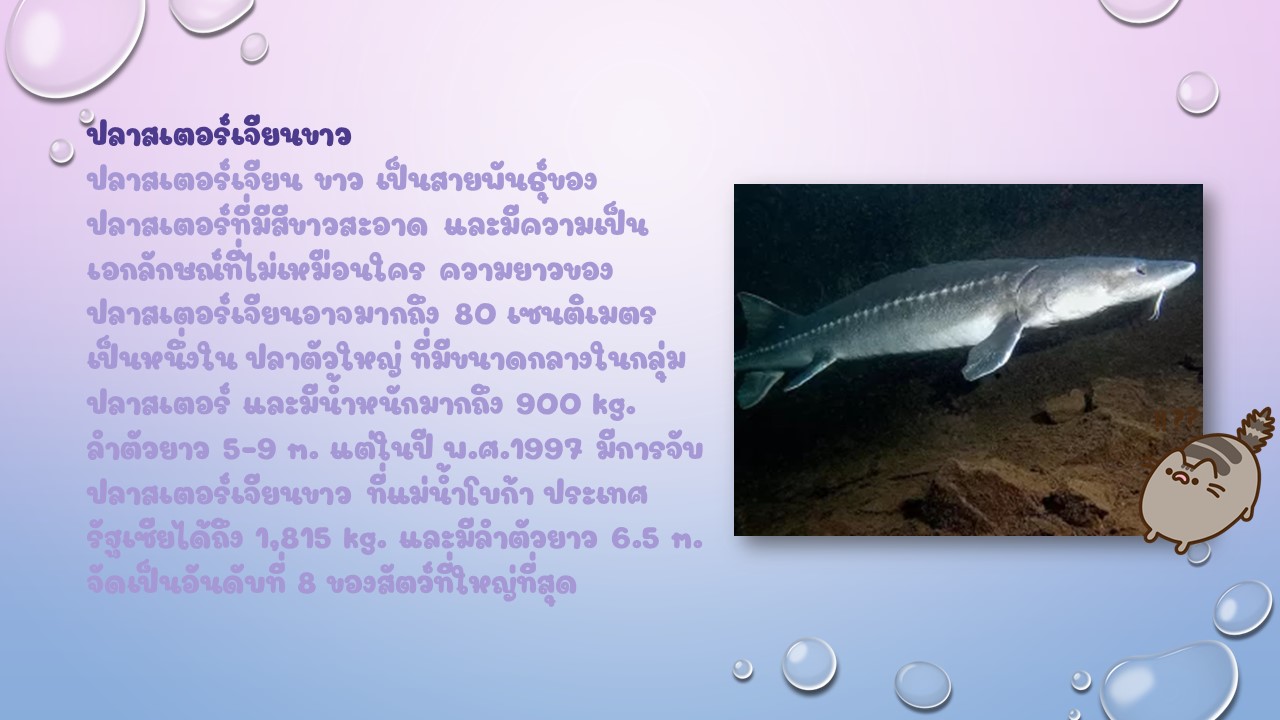 ปลาสเตอร์เจียนขาว
ปลาสเตอร์เจียน ขาว เป็นสายพันธุ์ของ
ปลาสเตอร์ที่มีสีขาวสะอาด และมีความเป็น
เอกลักษณ์ที่ไม่เหมือนใคร ความยาวของ
ปลาสเตอร์เจียนอาจมากถึง 80 เซนติเมตร
เป็นหนึ่งใน ปลาตัวใหญ่ ที่มีขนาดกลางในกลุ่ม
ปลาสเตอร์ และมีน้ำหนักมากถึง 900 kg.
ลำตัวยาว 5-9 m. แต่ในปี พ.ศ.1997 มีการจับ
ปลาสเตอร์เจียนขาว ที่แม่น้ำโบก้า ประเทศ
รัฐเซียได้ถึง 1,815 kg. และมีลำตัวยาว 6.5 m.
จัดเป็นอันดับที่ 8 ของสัตว์ที่ใหญ่ที่สุด